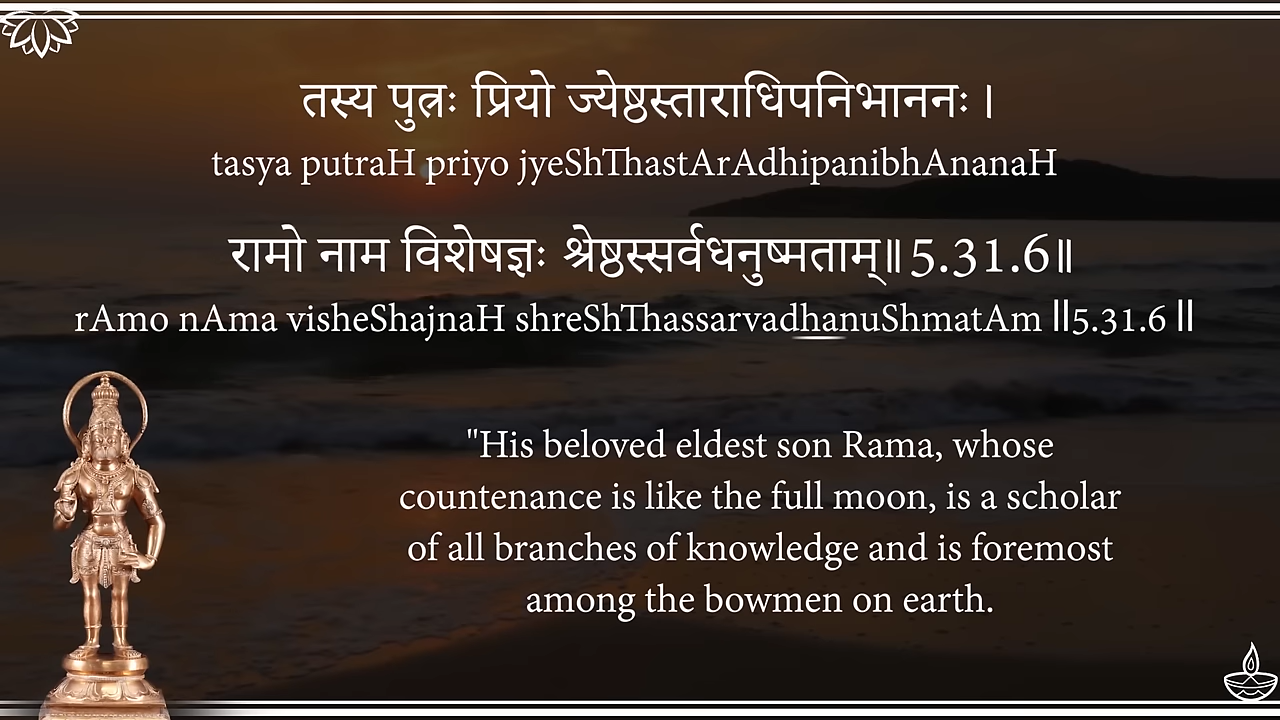 तस्य पुत्रः प्रियो ज्येष्ठस्ताराधिपनिभाननः ।
tasya putraH priyo jyeShThastArAdhipanibhAnanaH
रामो नाम विशेषज्ञः श्रेष्ठस्सर्वधनुष्मताम्॥5.31.6॥
rAmo nAma visheShajnaH shreShThassarvadhanuShmatAm ||5.31.6 ||
"His beloved eldest son Rama, whose
countenance is like the full moon, is a scholar
of all branches of knowledge and is foremost
among the bowmen on earth.